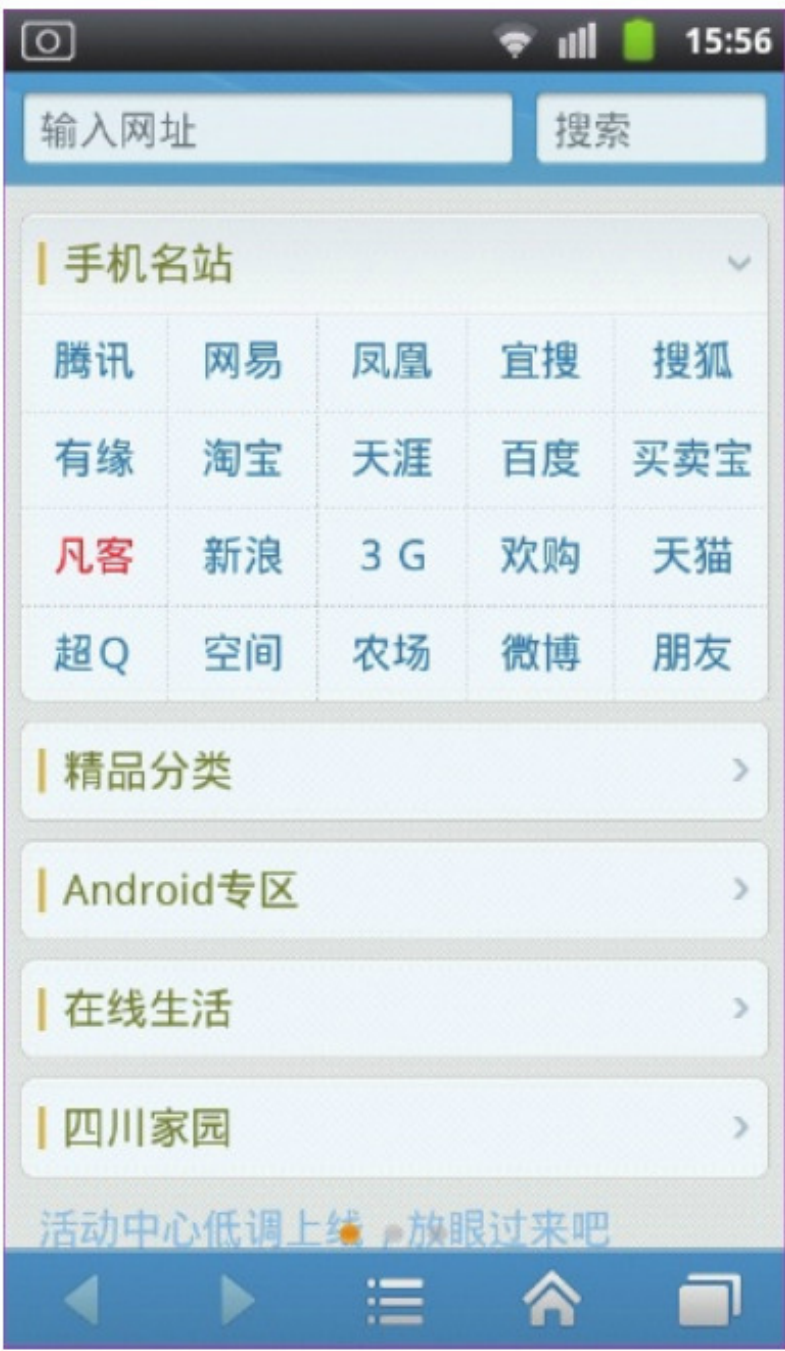 15:56
输入网址 搜索
手机名站
腾讯 网易 凤凰 宜搜 搜狐
有缘 淘宝 天涯 百度 买卖宝
凡客 新浪 3 G 欢购 天猫
超Q 空间 农场 微博 朋友
精品分类
Android专区
在线生活
四川家园
活动中心低调上线,放眼过来吧